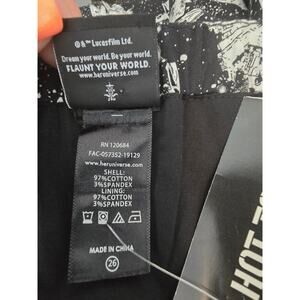 ®&™ Lucasfilm Ltd.
Dream your world. Be your world.
FLAUNT YOUR WORLD.
www.heruniverse.com
RN 120684
FAC-057352-19129
www.heruniverse.com
SHELL:
97%COTTON
3%SPANDEX
LINING:
97%COTTON
3%SPANDEX
MADE IN CHINA
26
HOT